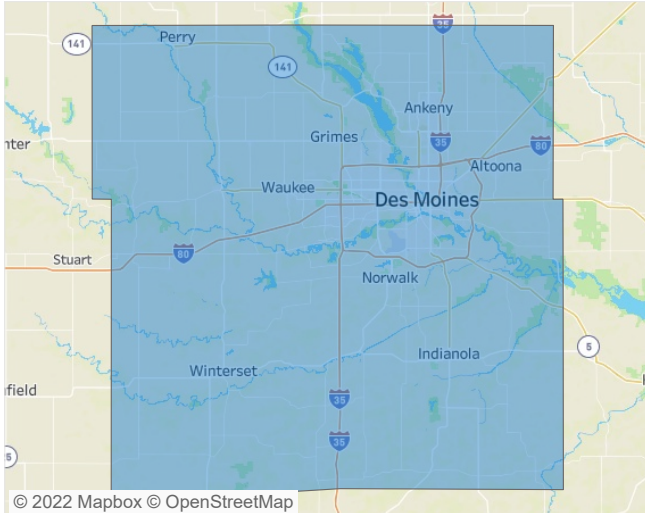 35
141
Perry
141
Ankeny
Grimes
35
80
nter
Altoona
Waukee
Des Moines
80
Stuart
Norwalk
5
Indianola
Winterset
field
35
35
© 2022 Mapbox © OpenStreetMap